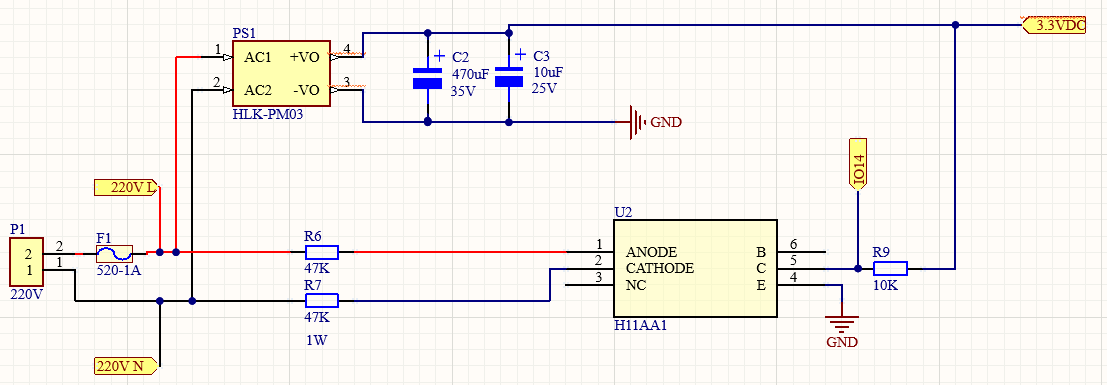 PS1
1 AC1 +VO 4
2 AC2 -VO 3
HLK-PM03
C2
470uF
35V
C3
10uF
25V
3.3VDC
GND
220V L
IO14
P1
2 2
1 1
220V
F1
520-1A
R6
47K
R7
47K
1W
220V N
U2
1 ANODE B 6
2 CATHODE C 5
3 NC E 4
H11AA1
R9
10K
GND